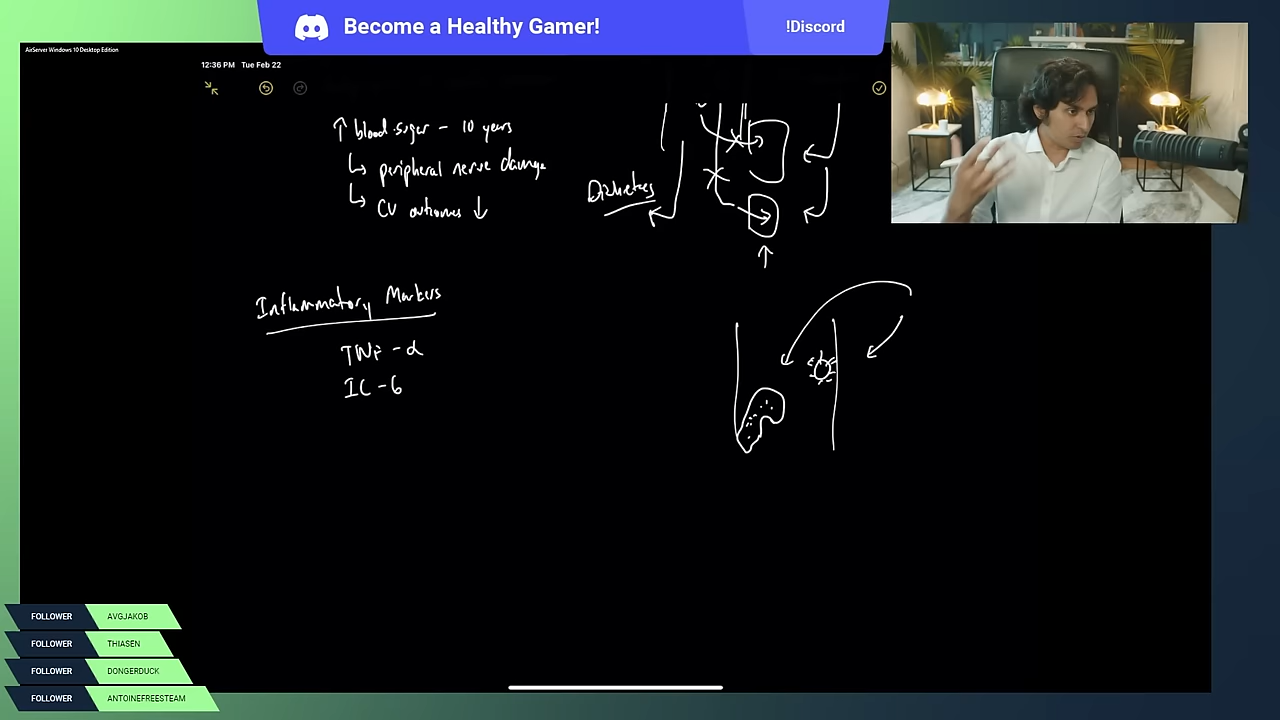 Become a Healthy Gamer!
!Discord
AirServer Windows 10 Desktop Edition
12:36 PM Tue Feb 22
↑ blood sugar - 10 years
↳ peripheral nerve damage
↳ CV outcomes ↓
Diabetes
Inflammatory Markers
TNF - α
IL - 6
FOLLOWER AVGJAKOB
FOLLOWER THIASEN
FOLLOWER DONGERDUCK
FOLLOWER ANTOINEFREESTEAM